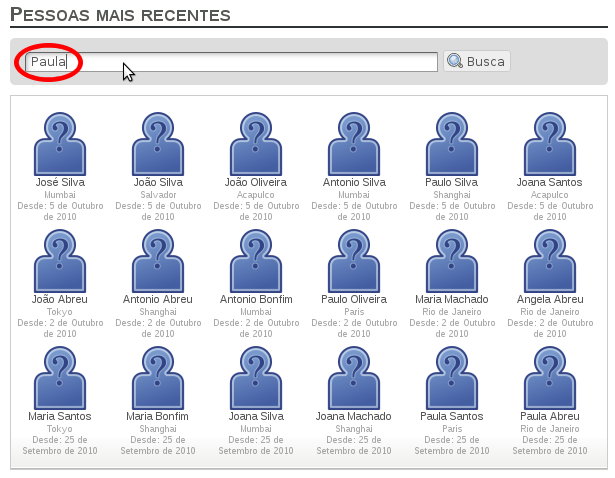 PESSOAS MAIS RECENTES
Paula
Busca
José Silva João Silva João Oliveira Antonio Silva Paulo Silva Joana Santos
Mumbai Salvador Acapulco Mumbai Shanghai Acapulco
Desde: 5 de Outubro Desde: 5 de Outubro Desde: 5 de Outubro Desde: 5 de Outubro Desde: 5 de Outubro Desde: 5 de Outubro
de 2010 de 2010 de 2010 de 2010 de 2010 de 2010
João Abreu Antonio Abreu Antonio Bonfim Paulo Oliveira Maria Machado Angela Abreu
Tokyo Shanghai Mumbai Paris Rio de Janeiro Rio de Janeiro
Desde: 2 de Outubro Desde: 2 de Outubro Desde: 2 de Outubro Desde: 2 de Outubro Desde: 2 de Outubro Desde: 2 de Outubro
de 2010 de 2010 de 2010 de 2010 de 2010 de 2010
Maria Santos Maria Bonfim Joana Silva Joana Machado Paula Santos Paula Abreu
Tokyo Shanghai Mumbai Shanghai Paris Rio de Janeiro
Desde: 25 de Desde: 25 de Desde: 25 de Desde: 25 de Desde: 25 de Desde: 25 de
Setembro de 2010 Setembro de 2010 Setembro de 2010 Setembro de 2010 Setembro de 2010 Setembro de 2010